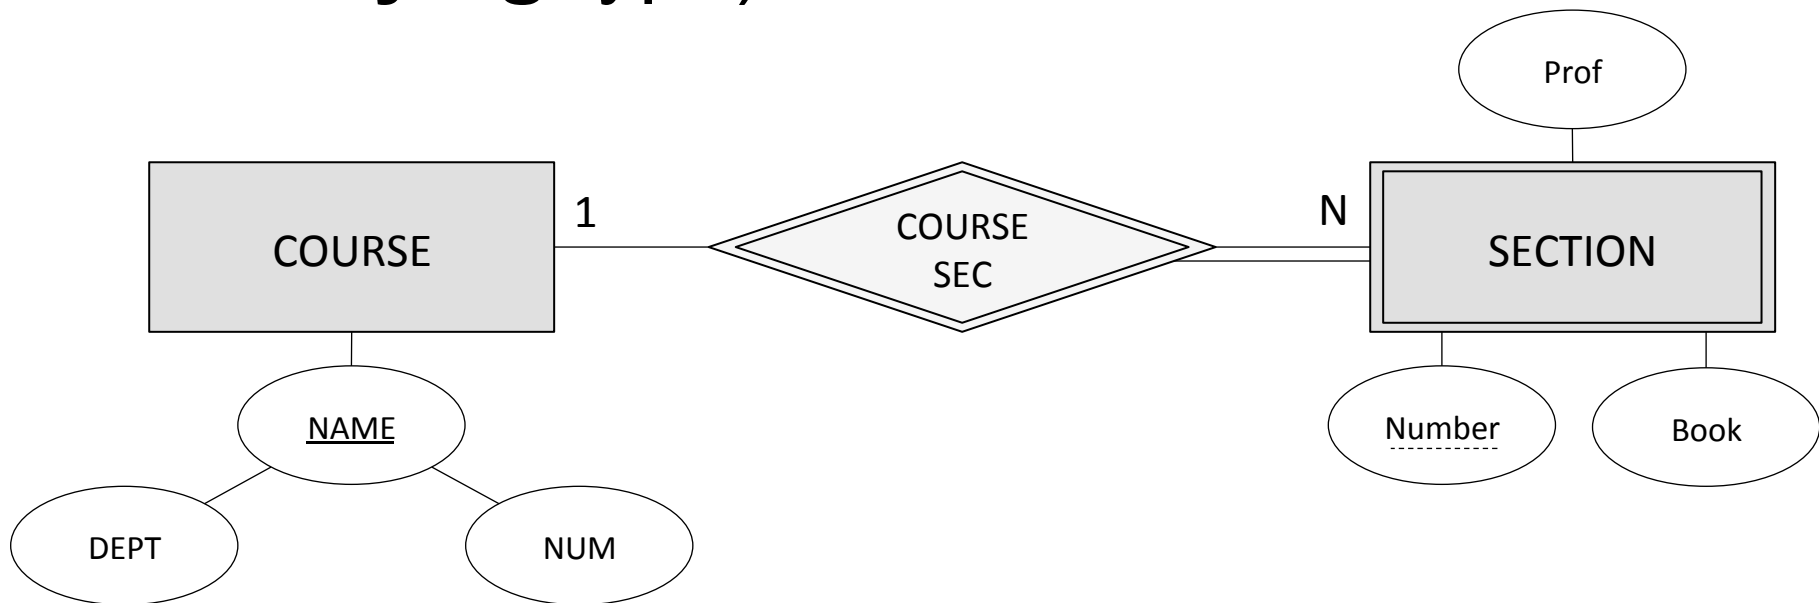 Prof
1
N
COURSE
COURSE
SEC
SECTION
NAME
Number
Book
DEPT
NUM